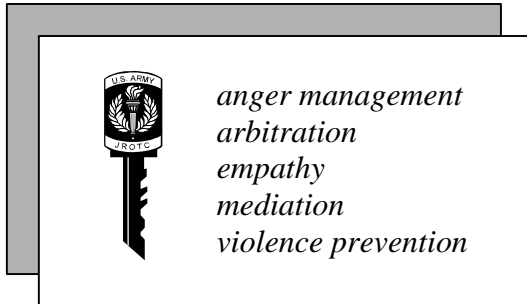 U.S. ARMY
JROTC
anger management
arbitration
empathy
mediation
violence prevention